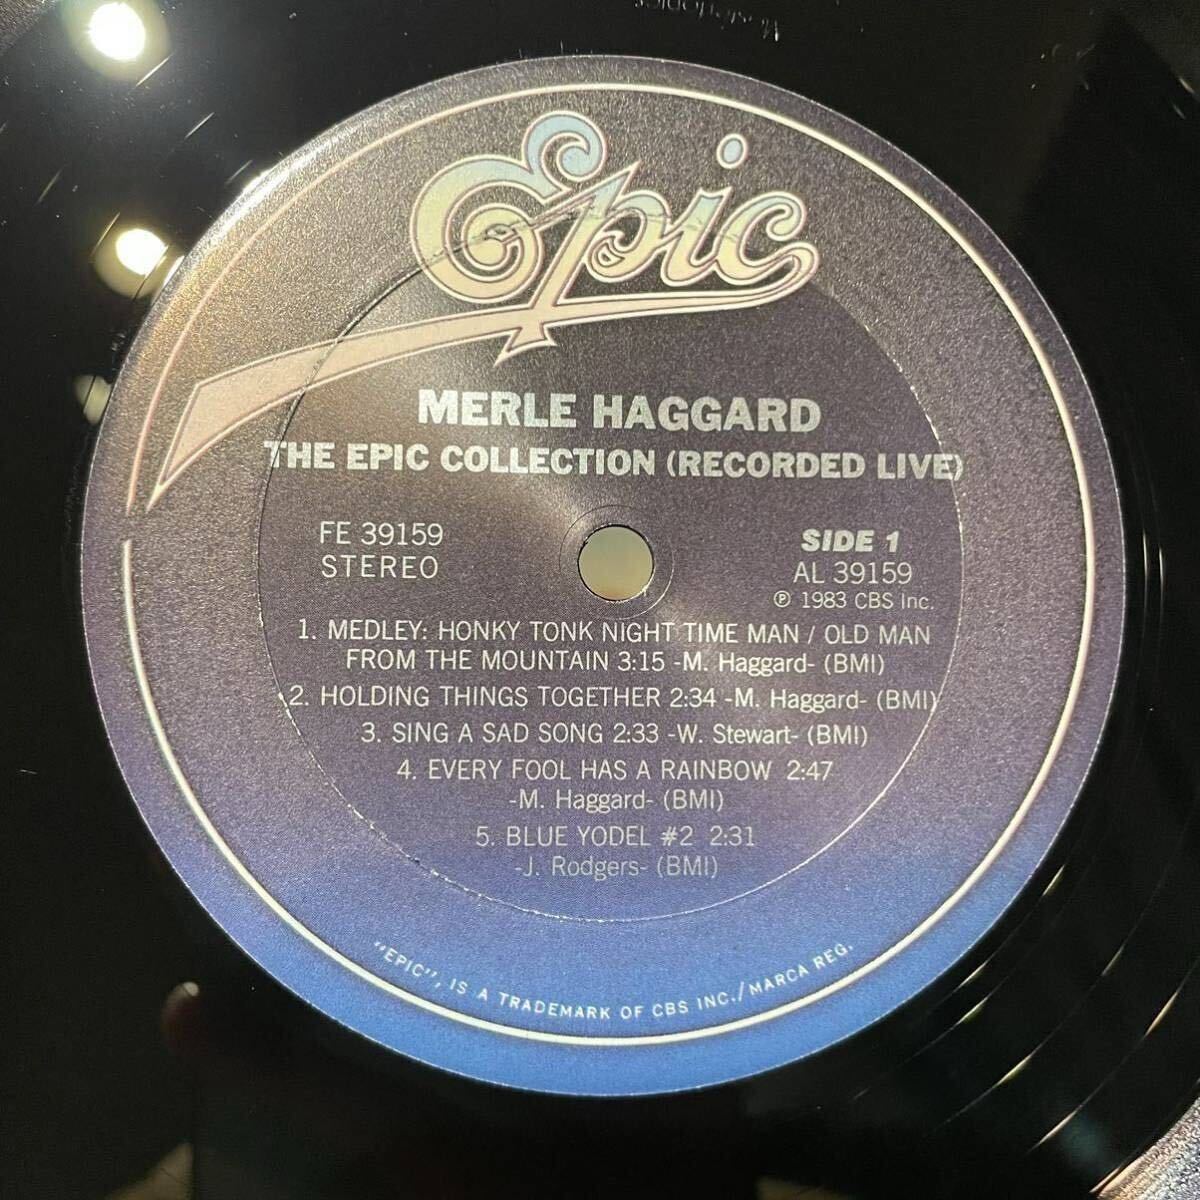 Epic
MERLE HAGGARD
THE EPIC COLLECTION (RECORDED LIVE)
FE 39159
STEREO
SIDE 1
AL 39159
℗ 1983 CBS Inc.
1. MEDLEY: HONKY TONK NIGHT TIME MAN / OLD MAN
FROM THE MOUNTAIN 3:15 -M. Haggard- (BMI)
2. HOLDING THINGS TOGETHER 2:34 -M. Haggard- (BMI)
3. SING A SAD SONG 2:33 -W. Stewart- (BMI)
4. EVERY FOOL HAS A RAINBOW 2:47
-M. Haggard- (BMI)
5. BLUE YODEL #2 2:31
-J. Rodgers- (BMI)
"EPIC", IS A TRADEMARK OF CBS INC./MARCA REG.